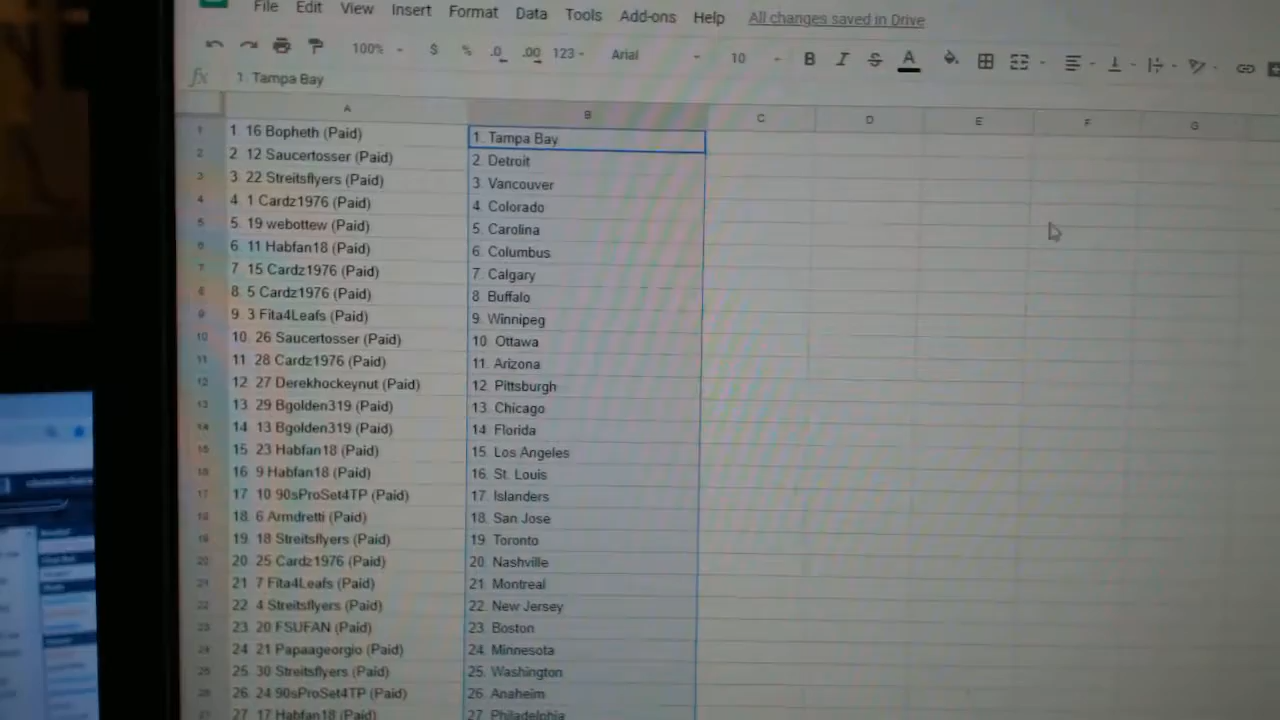 File Edit View Insert Format Data Tools Add-ons Help All changes saved in Drive
100% $ % .0 .00 123 Arial 10 B I S A
fx 1. Tampa Bay
A B C D E F G
1 1. 16 Bopheth (Paid) 1. Tampa Bay
2 2. 12 Saucertosser (Paid) 2. Detroit
3 3. 22 Streitsflyers (Paid) 3. Vancouver
4 4. 1 Cardz1976 (Paid) 4. Colorado
5 5. 19 webottew (Paid) 5. Carolina
6 6. 11 Habfan18 (Paid) 6. Columbus
7 7. 15 Cardz1976 (Paid) 7. Calgary
8 8. 5 Cardz1976 (Paid) 8. Buffalo
9 9. 3 Fita4Leafs (Paid) 9. Winnipeg
10 10. 26 Saucertosser (Paid) 10. Ottawa
11 11. 28 Cardz1976 (Paid) 11. Arizona
12 12. 27 Derekhockeynut (Paid) 12. Pittsburgh
13 13. 29 Bgolden319 (Paid) 13. Chicago
14 14. 13 Bgolden319 (Paid) 14. Florida
15 15. 23 Habfan18 (Paid) 15. Los Angeles
16 16. 9 Habfan18 (Paid) 16. St. Louis
17 17. 10 90sProSet4TP (Paid) 17. Islanders
18 18. 6 Armdretti (Paid) 18. San Jose
19 19. 18 Streitsflyers (Paid) 19. Toronto
20 20. 25 Cardz1976 (Paid) 20. Nashville
21 21. 7 Fita4Leafs (Paid) 21. Montreal
22 22. 4 Streitsflyers (Paid) 22. New Jersey
23 23. 20 FSUFAN (Paid) 23. Boston
24 24. 21 Papaageorgio (Paid) 24. Minnesota
25 25. 30 Streitsflyers (Paid) 25. Washington
26 26. 24 90sProSet4TP (Paid) 26. Anaheim
27. 17 Habfan18 (Paid) 27. Philadelphia